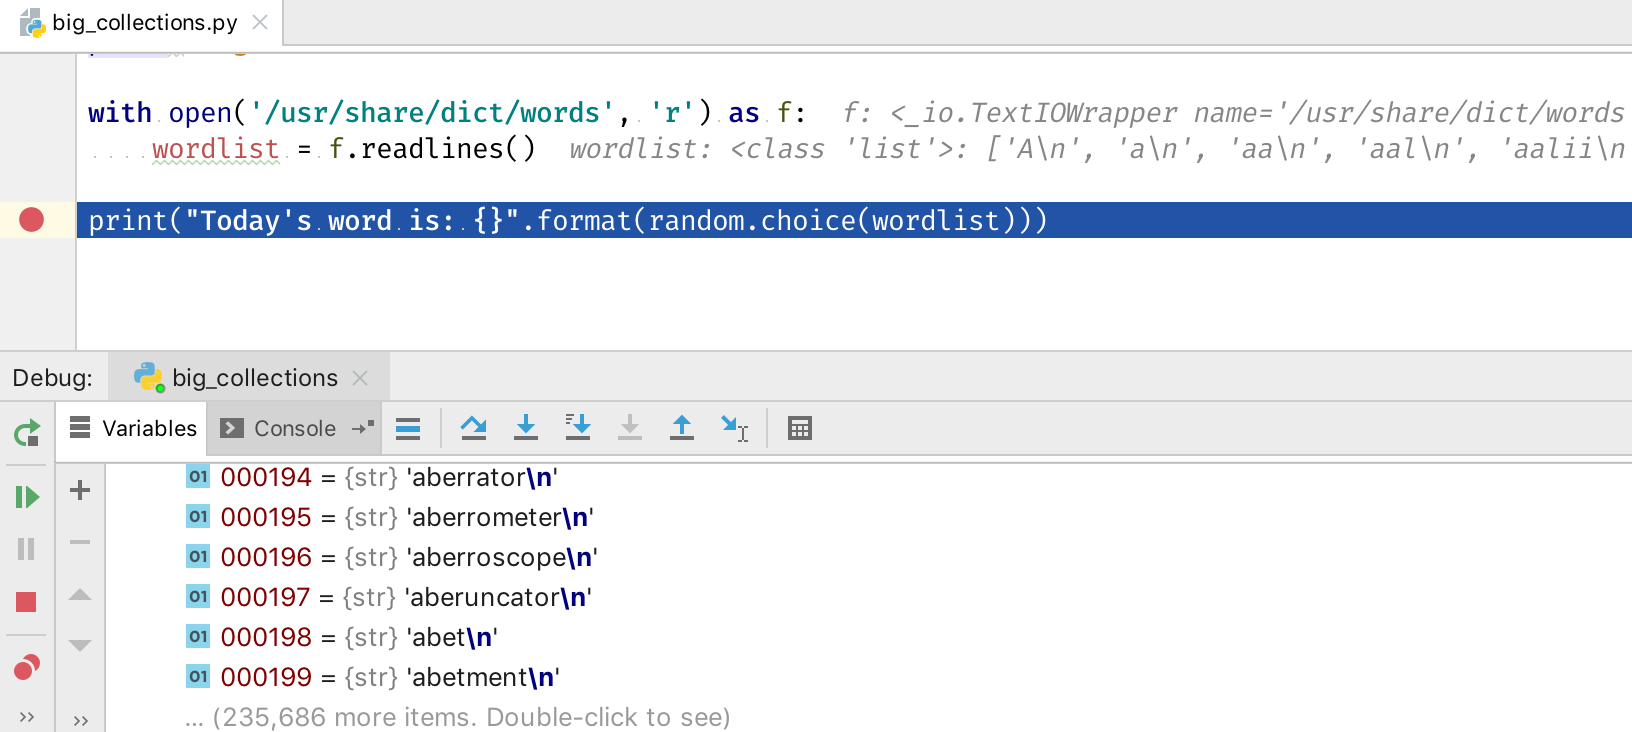 big_collections.py
with open('/usr/share/dict/words', 'r') as f: f: <_io.TextIOWrapper name='/usr/share/dict/words
wordlist = f.readlines() wordlist: <class 'list'>: ['A\n', 'a\n', 'aa\n', 'aal\n', 'aalii\n
print("Today's word is: {}".format(random.choice(wordlist)))
Debug: big_collections
Variables Console
01 000194 = {str} 'aberrator\n'
01 000195 = {str} 'aberrometer\n'
01 000196 = {str} 'aberroscope\n'
01 000197 = {str} 'aberuncator\n'
01 000198 = {str} 'abet\n'
01 000199 = {str} 'abetment\n'
... (235,686 more items. Double-click to see)